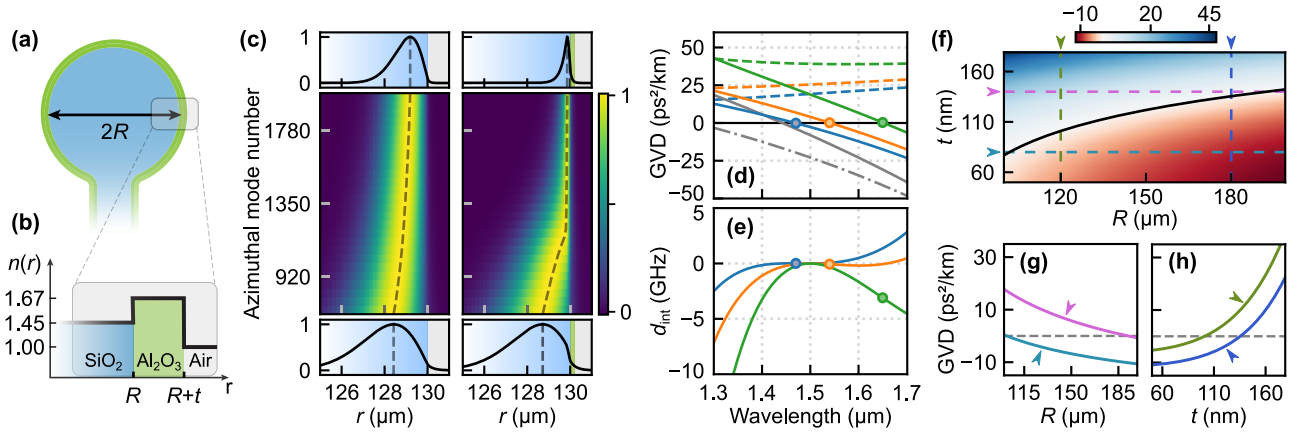 (a)
2R
(b)
n(r)
1.67
1.45
1.00
SiO₂
Al₂O₃
Air
r
R
R+t
(c)
1
0
Azimuthal mode number
1780
1350
920
1
0
1
0
126
128
130
126
128
130
r (μm)
r (μm)
GVD (ps²/km)
50
25
0
−25
−50
(d)
(e)
d_int (GHz)
5
0
−5
−10
1.3
1.4
1.5
1.6
1.7
Wavelength (μm)
(f)
−10
20
45
t (nm)
160
110
60
120
150
180
R (μm)
GVD (ps²/km)
30
10
−10
(g)
(h)
115
150
185
R (μm)
60
110
160
t (nm)